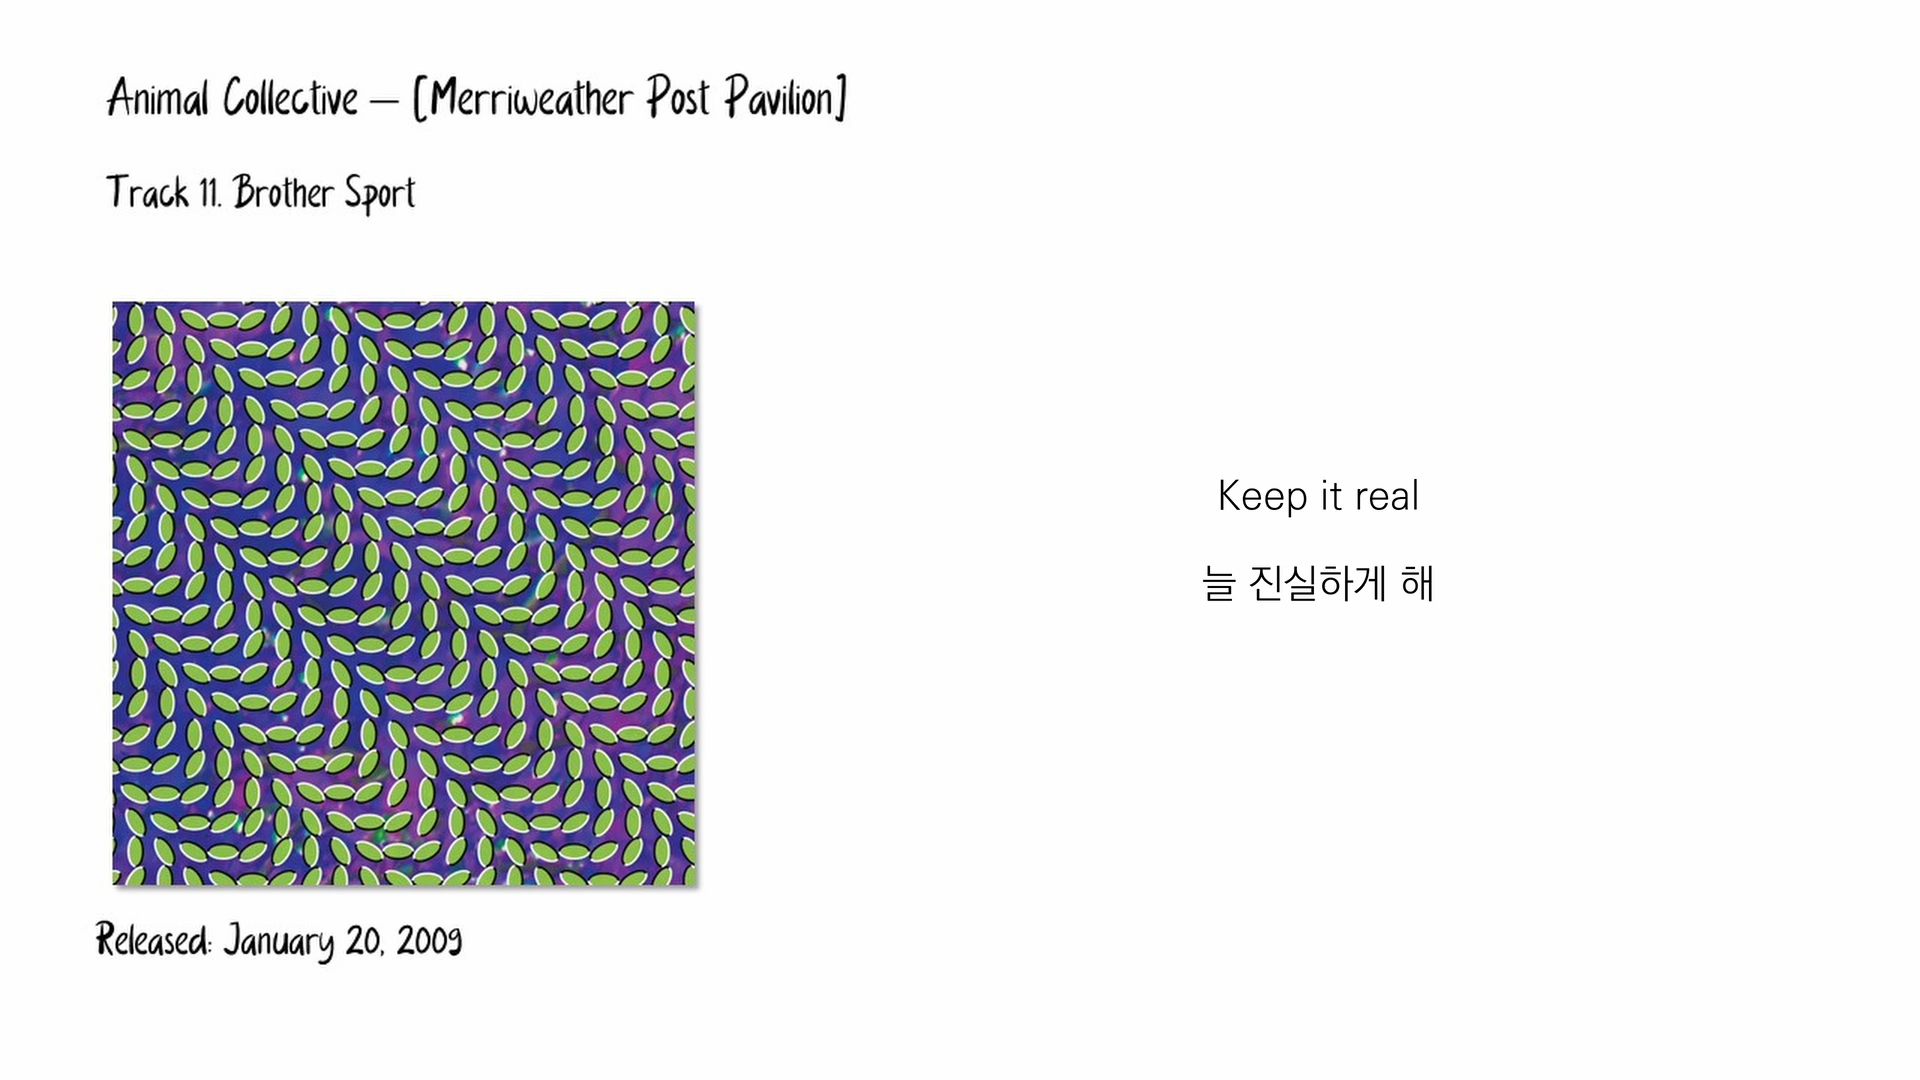 Animal Collective — [Merriweather Post Pavilion]
Track 11. Brother Sport
Keep it real
늘 진실하게 해
Released: January 20, 2009